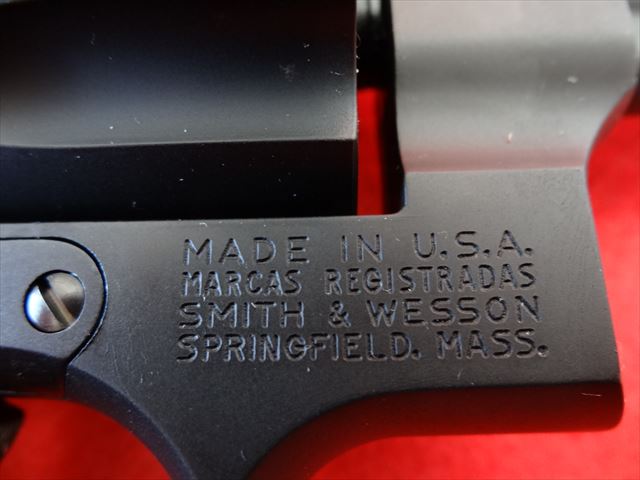 MADE IN U.S.A.
MARCAS REGISTRADAS
SMITH & WESSON
SPRINGFIELD. MASS.